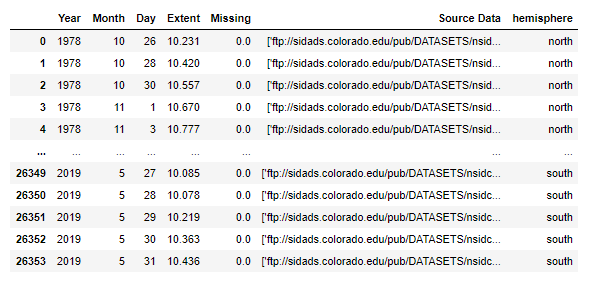 Year Month Day Extent Missing Source Data hemisphere
0 1978 10 26 10.231 0.0 ['ftp://sidads.colorado.edu/pub/DATASETS/nsid... north
1 1978 10 28 10.420 0.0 ['ftp://sidads.colorado.edu/pub/DATASETS/nsid... north
2 1978 10 30 10.557 0.0 ['ftp://sidads.colorado.edu/pub/DATASETS/nsid... north
3 1978 11 1 10.670 0.0 ['ftp://sidads.colorado.edu/pub/DATASETS/nsid... north
4 1978 11 3 10.777 0.0 ['ftp://sidads.colorado.edu/pub/DATASETS/nsid... north
... ... ... ... ... ... ... ...
26349 2019 5 27 10.085 0.0 ['ftp://sidads.colorado.edu/pub/DATASETS/nsidc... south
26350 2019 5 28 10.078 0.0 ['ftp://sidads.colorado.edu/pub/DATASETS/nsidc... south
26351 2019 5 29 10.219 0.0 ['ftp://sidads.colorado.edu/pub/DATASETS/nsidc... south
26352 2019 5 30 10.363 0.0 ['ftp://sidads.colorado.edu/pub/DATASETS/nsidc... south
26353 2019 5 31 10.436 0.0 ['ftp://sidads.colorado.edu/pub/DATASETS/nsidc... south